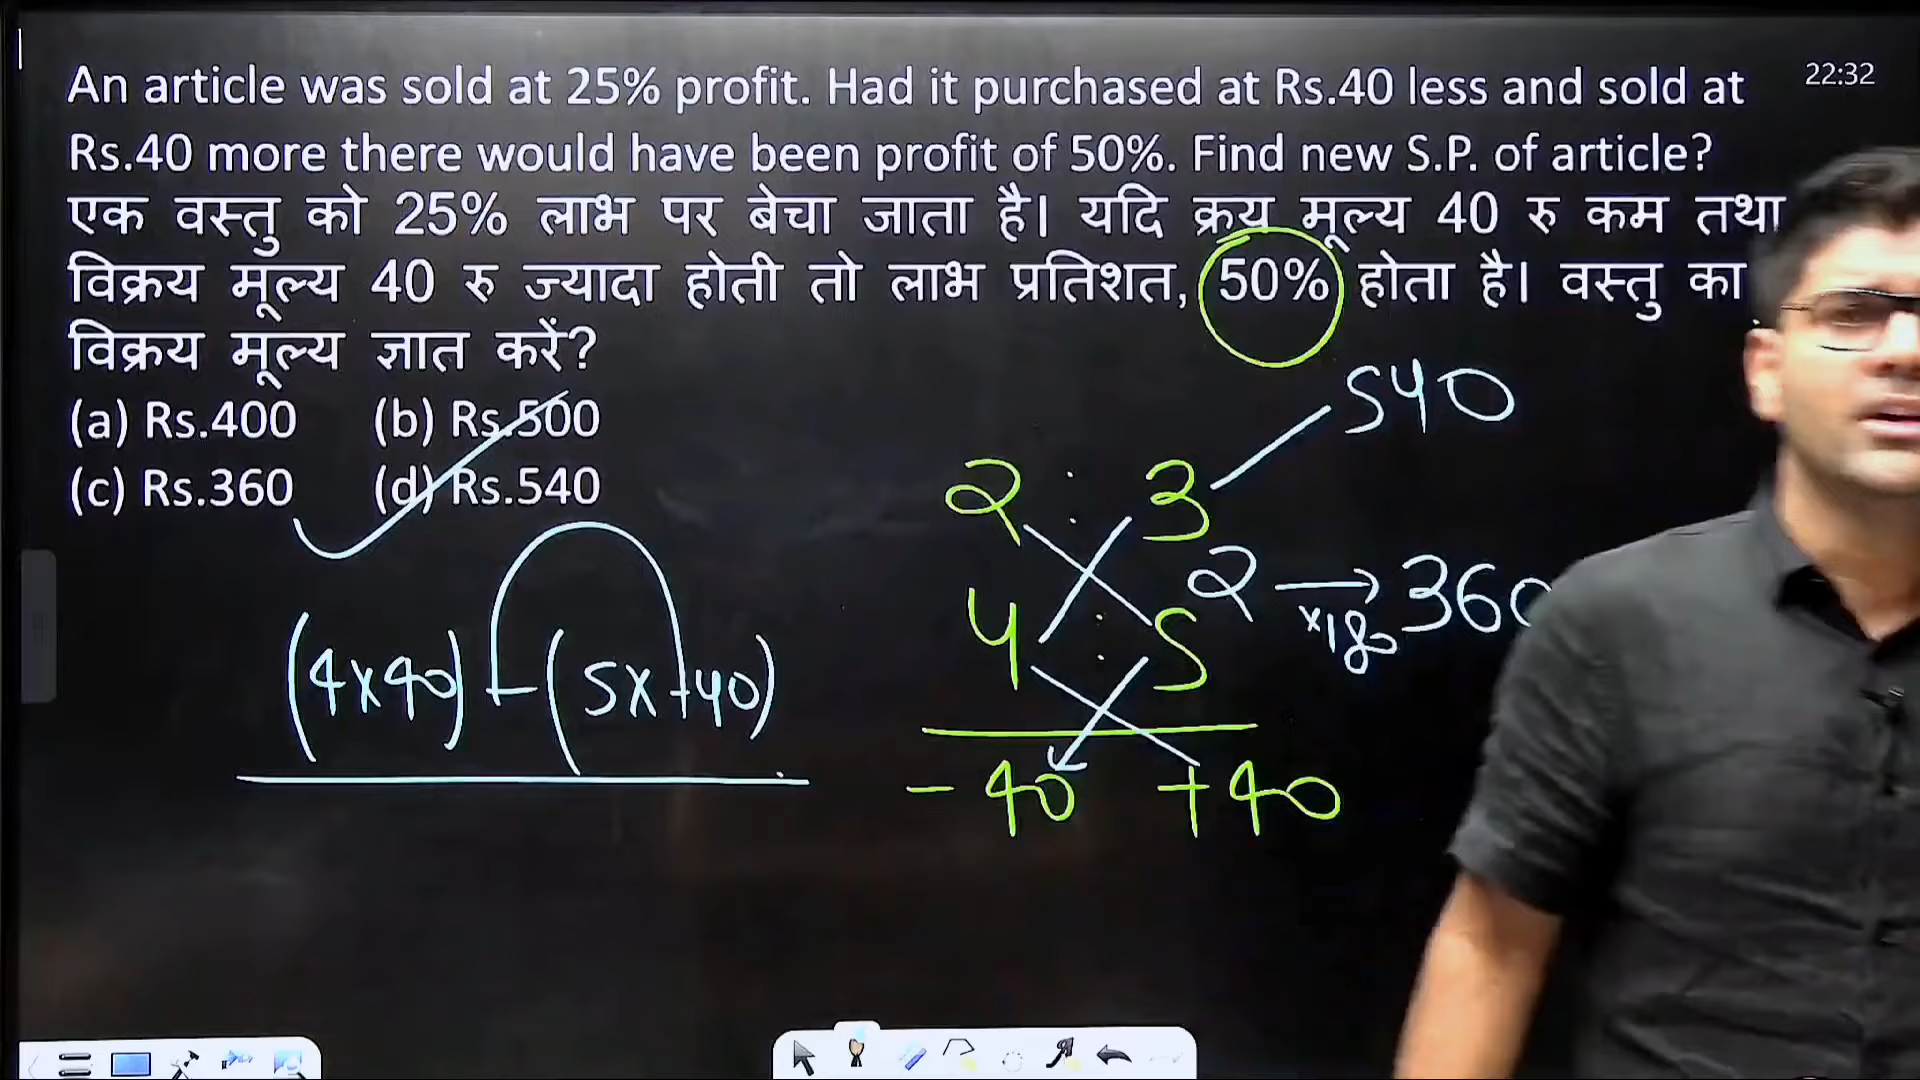 An article was sold at 25% profit. Had it purchased at Rs.40 less and sold at
22:32
Rs.40 more there would have been profit of 50%. Find new S.P. of article?
एक वस्तु को 25% लाभ पर बेचा जाता है। यदि क्रय मूल्य 40 रु कम तथा
विक्रय मूल्य 40 रु ज्यादा होती तो लाभ प्रतिशत, 50% होता है। वस्तु का
विक्रय मूल्य ज्ञात करें?
(a) Rs.400 (b) Rs.500
(c) Rs.360 (d) Rs.540
540
2 : 3
2 → 360
×180
4 : 5
(4×40) + (5×40)
- 40 + 40